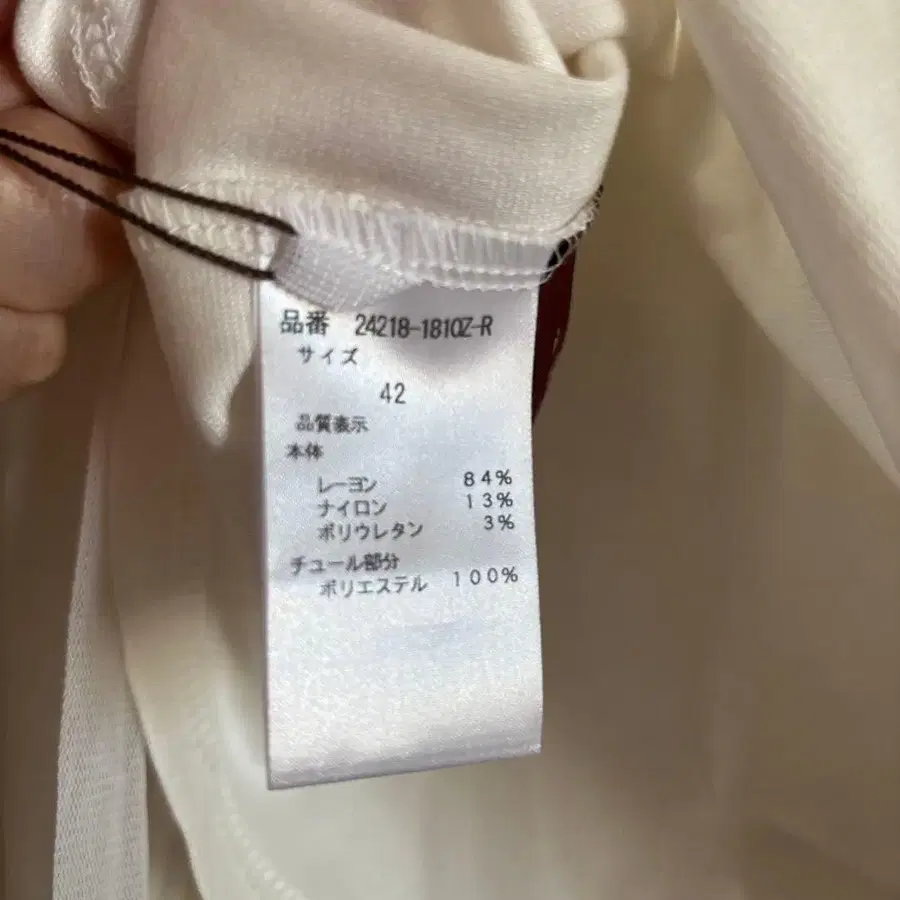 品番 24218-1810Z-R
サイズ
42
品質表示
本体
レーヨン 84%
ナイロン 13%
ポリウレタン 3%
チュール部分
ポリエステル 100%